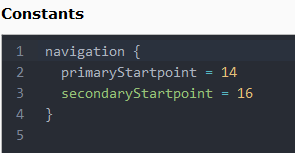 Constants
1 navigation {
2 primaryStartpoint = 14
3 secondaryStartpoint = 16
4 }
5